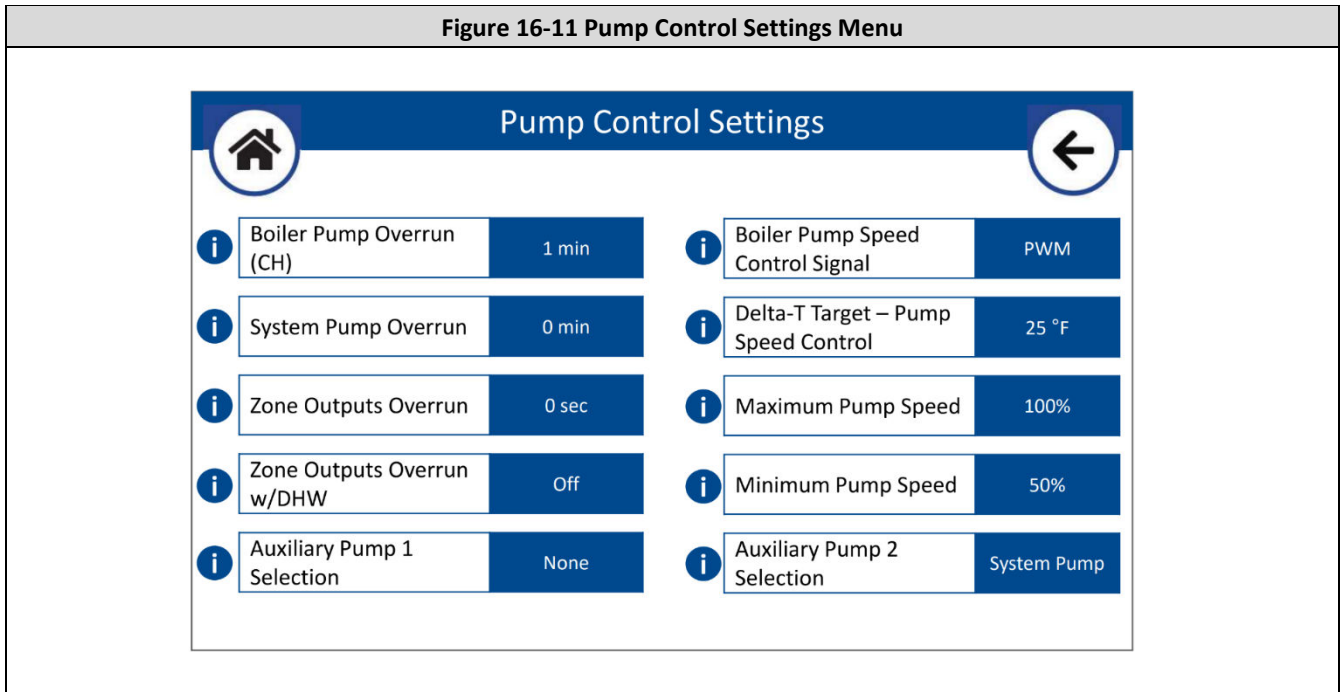 Figure 16-11 Pump Control Settings Menu
Pump Control Settings
i
Boiler Pump Overrun
(CH)
1 min
i
Boiler Pump Speed
Control Signal
PWM
i
System Pump Overrun
0 min
i
Delta-T Target – Pump
Speed Control
25 °F
i
Zone Outputs Overrun
0 sec
i
Maximum Pump Speed
100%
i
Zone Outputs Overrun
w/DHW
Off
i
Minimum Pump Speed
50%
i
Auxiliary Pump 1
Selection
None
i
Auxiliary Pump 2
Selection
System Pump